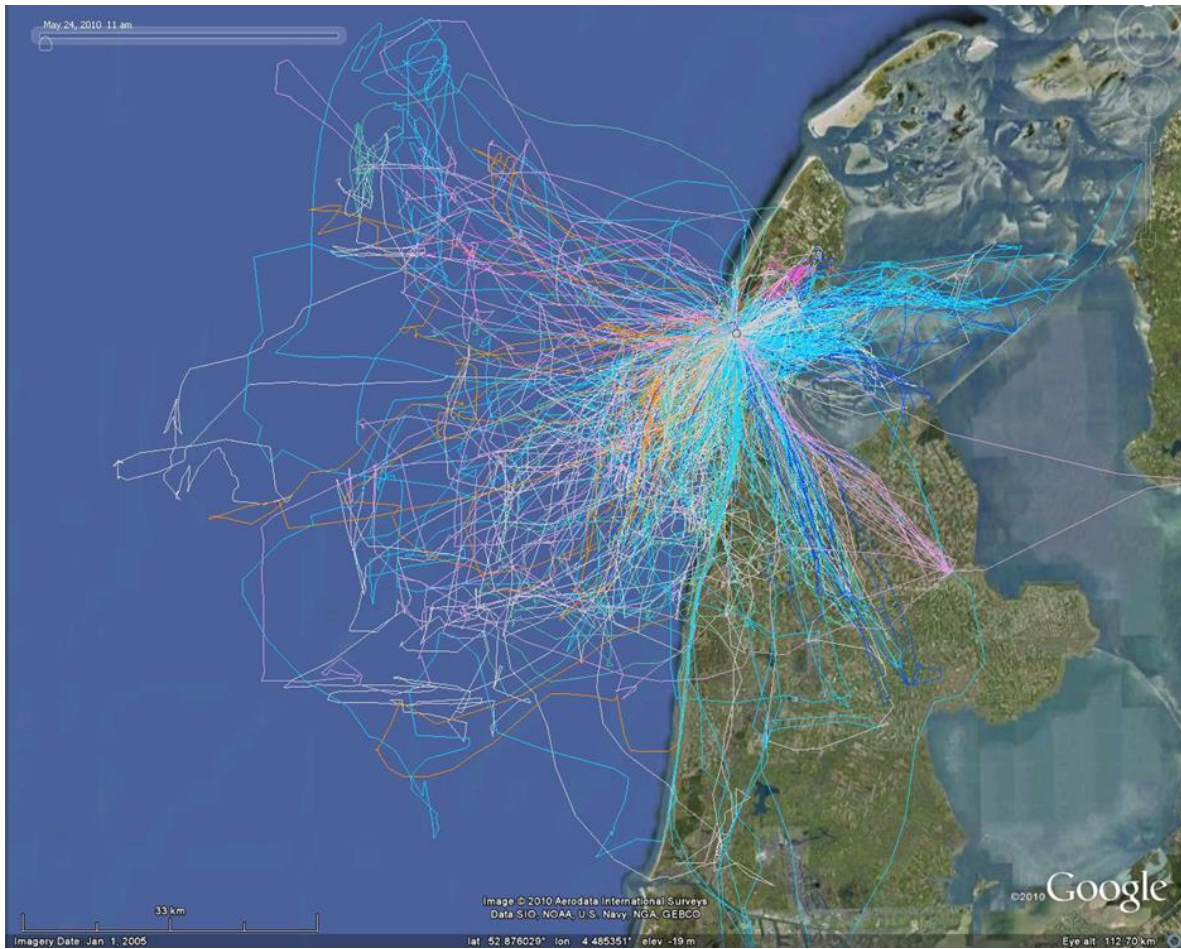 May 24, 2010 11 am
33 km
Image © 2010 Aerodata International Surveys
Data SIO, NOAA, U.S. Navy, NGA, GEBCO
©2010 Google
Imagery Date: Jan 1, 2005
lat 52.876029° lon 4.485351° elev -19 m
Eye alt 112.70 km